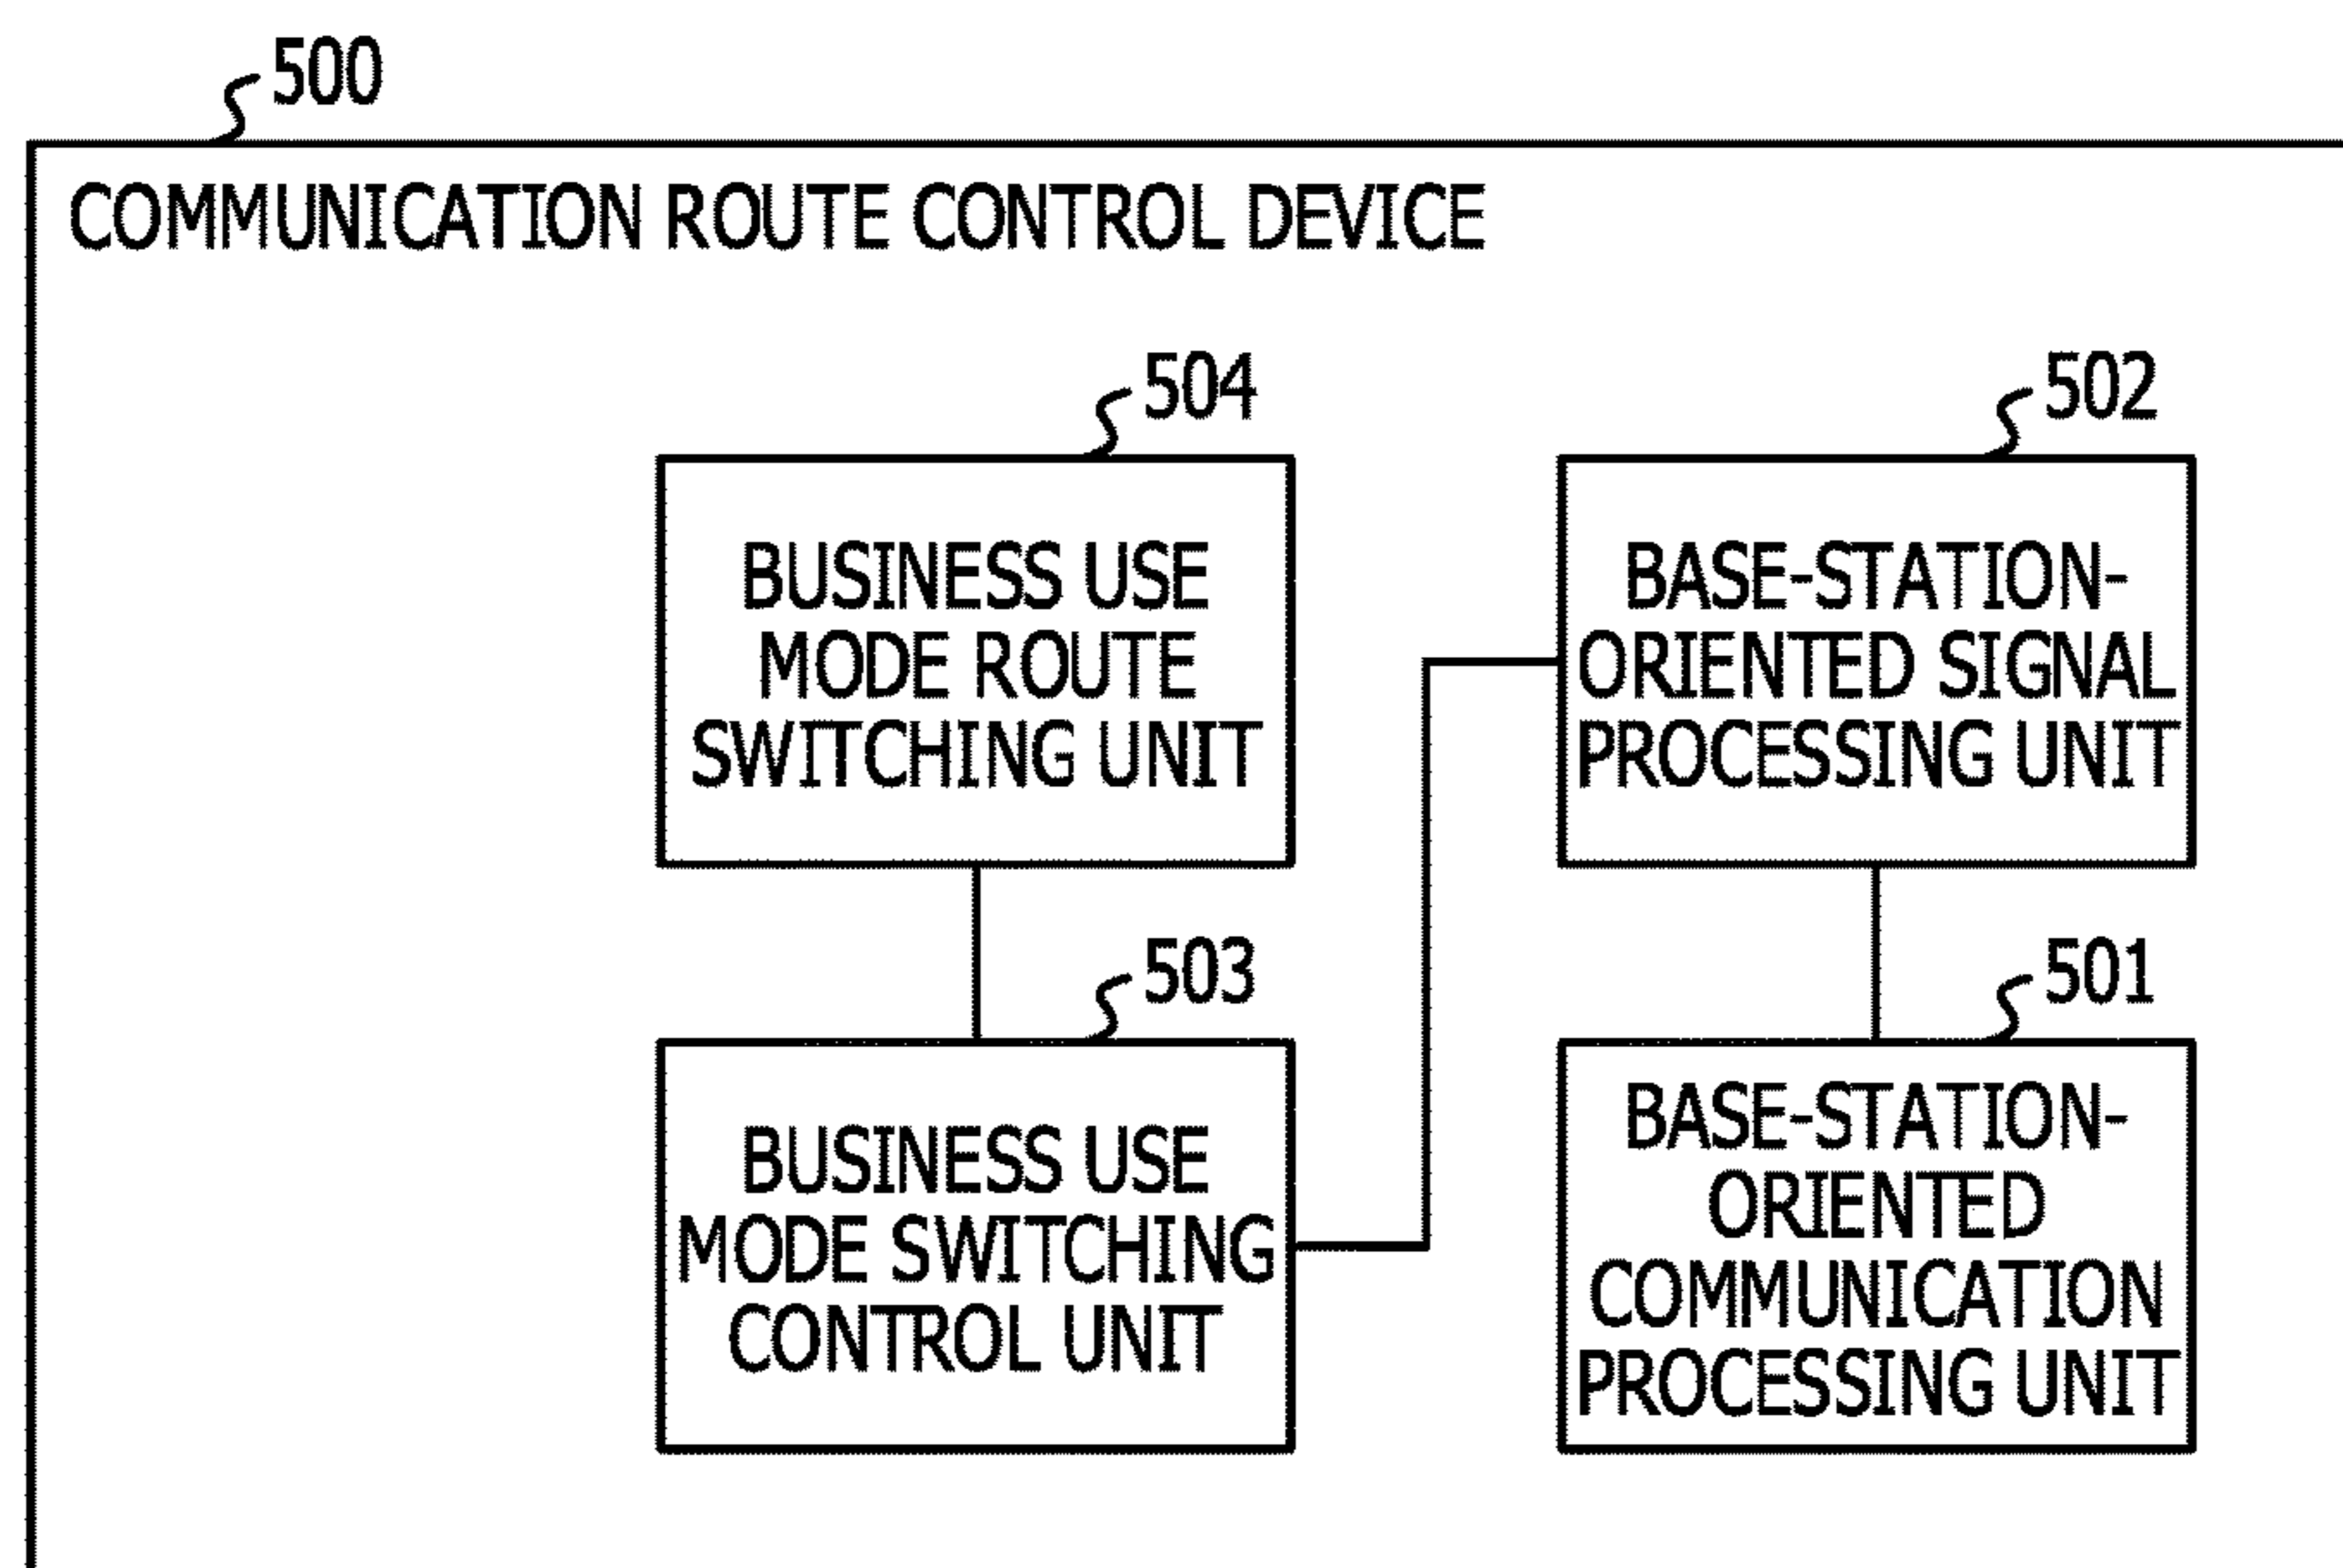 500
COMMUNICATION ROUTE CONTROL DEVICE
504
BUSINESS USE
MODE ROUTE
SWITCHING UNIT
502
BASE-STATION-
ORIENTED SIGNAL
PROCESSING UNIT
503
BUSINESS USE
MODE SWITCHING
CONTROL UNIT
501
BASE-STATION-
ORIENTED
COMMUNICATION
PROCESSING UNIT